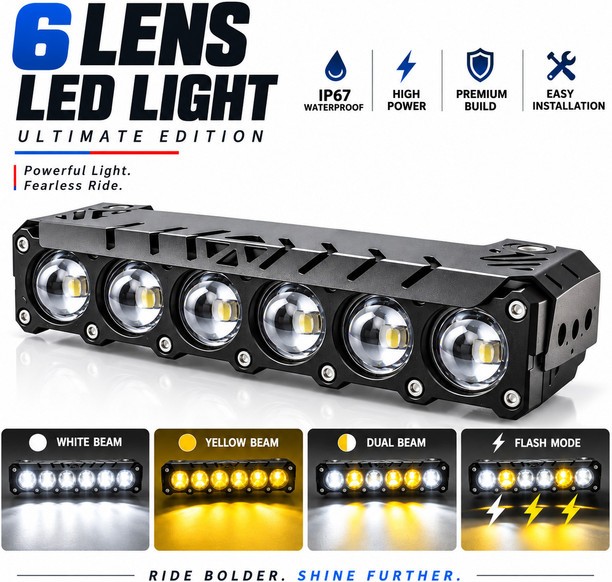 6 LENS
LED LIGHT
ULTIMATE EDITION
Powerful Light.
Fearless Ride.
IP67
WATERPROOF
HIGH
POWER
PREMIUM
BUILD
EASY
INSTALLATION
WHITE BEAM
YELLOW BEAM
DUAL BEAM
FLASH MODE
RIDE BOLDER. SHINE FURTHER.